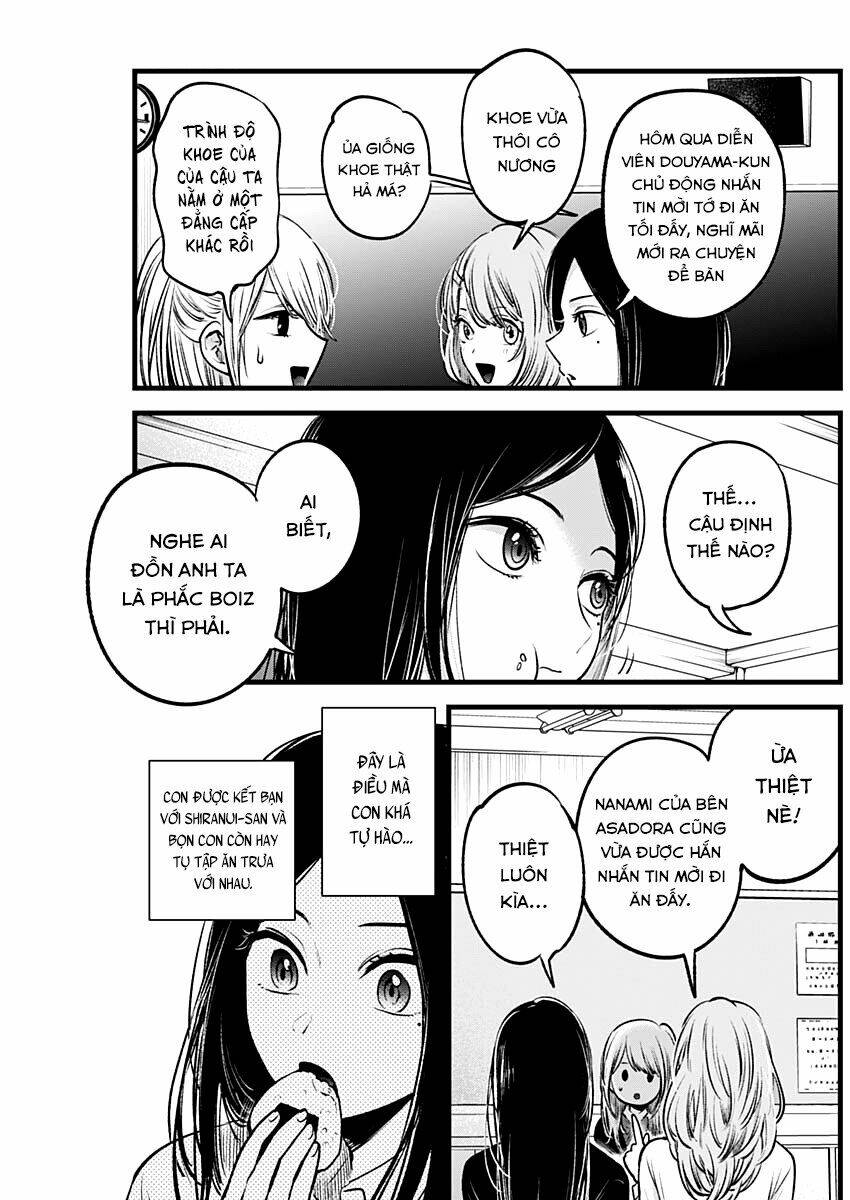 HÔM QUA DIỄN
VIÊN DOUYAMA-KUN
CHỦ ĐỘNG NHẮN
TIN MỜI TỚ ĐI ĂN
TỐI ĐẤY, NGHĨ MÃI
MỚI RA CHUYỆN
ĐỂ BÀN
KHOE VỪA
THÔI CÔ
NƯƠNG
ỦA GIỐNG
KHOE THẬT
HẢ MÁ?
TRÌNH ĐỘ
KHOE CỦA
CỦA CẬU TA
NẰM Ở MỘT
ĐẲNG CẤP
KHÁC RỒI
THẾ...
CẬU ĐỊNH
THẾ NÀO?
AI
BIẾT,
NGHE AI
ĐỒN ANH TA
LÀ PHẮC BOIZ
THÌ PHẢI.
ỪA
THIỆT
NÈ!
NANAMI CỦA BÊN
ASADORA CŨNG
VỪA ĐƯỢC HẮN
NHẮN TIN MỜI ĐI
ĂN ĐẤY.
THIỆT
LUÔN
KÌA...
ĐÂY LÀ
ĐIỀU MÀ
CON KHÁ
TỰ HÀO...
CON ĐƯỢC KẾT BẠN
VỚI SHIRANUI-SAN VÀ
BỌN CON CÒN HAY
TỤ TẬP ĂN TRƯA
VỚI NHAU.